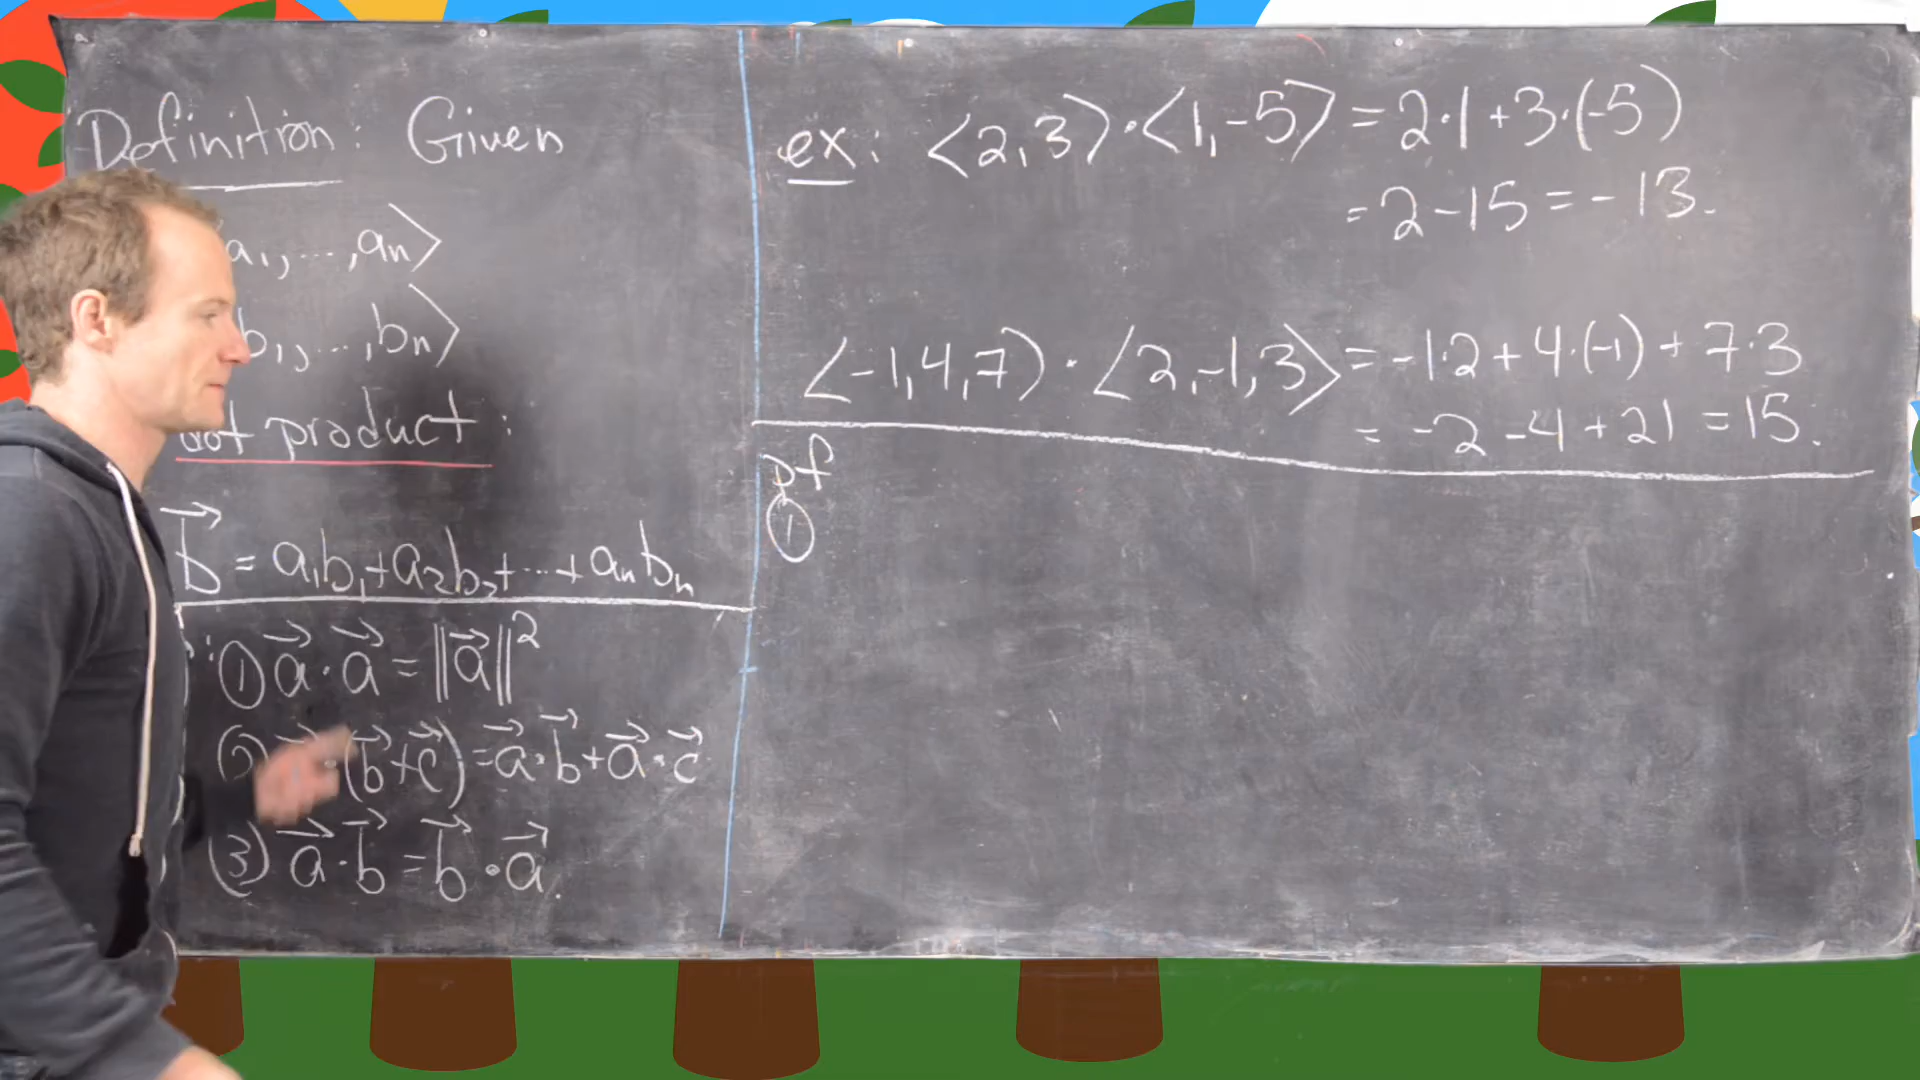 Definition: Given
a₁, ..., aₙ⟩
b₁, ..., bₙ⟩
dot product:
b⃗ = a₁b₁+a₂b₂+...+aₙbₙ
: ① a⃗·a⃗ = ||a⃗||²
② (b⃗+c⃗) = a⃗·b⃗+a⃗·c⃗
③ a⃗·b⃗ = b⃗·a⃗.
ex: ⟨2,3⟩·⟨1,-5⟩ = 2·1+3·(-5)
= 2-15 = -13.
⟨-1,4,7⟩·⟨2,-1,3⟩ = -1·2+4·(-1)+7·3
= -2-4+21 = 15.
pf
①